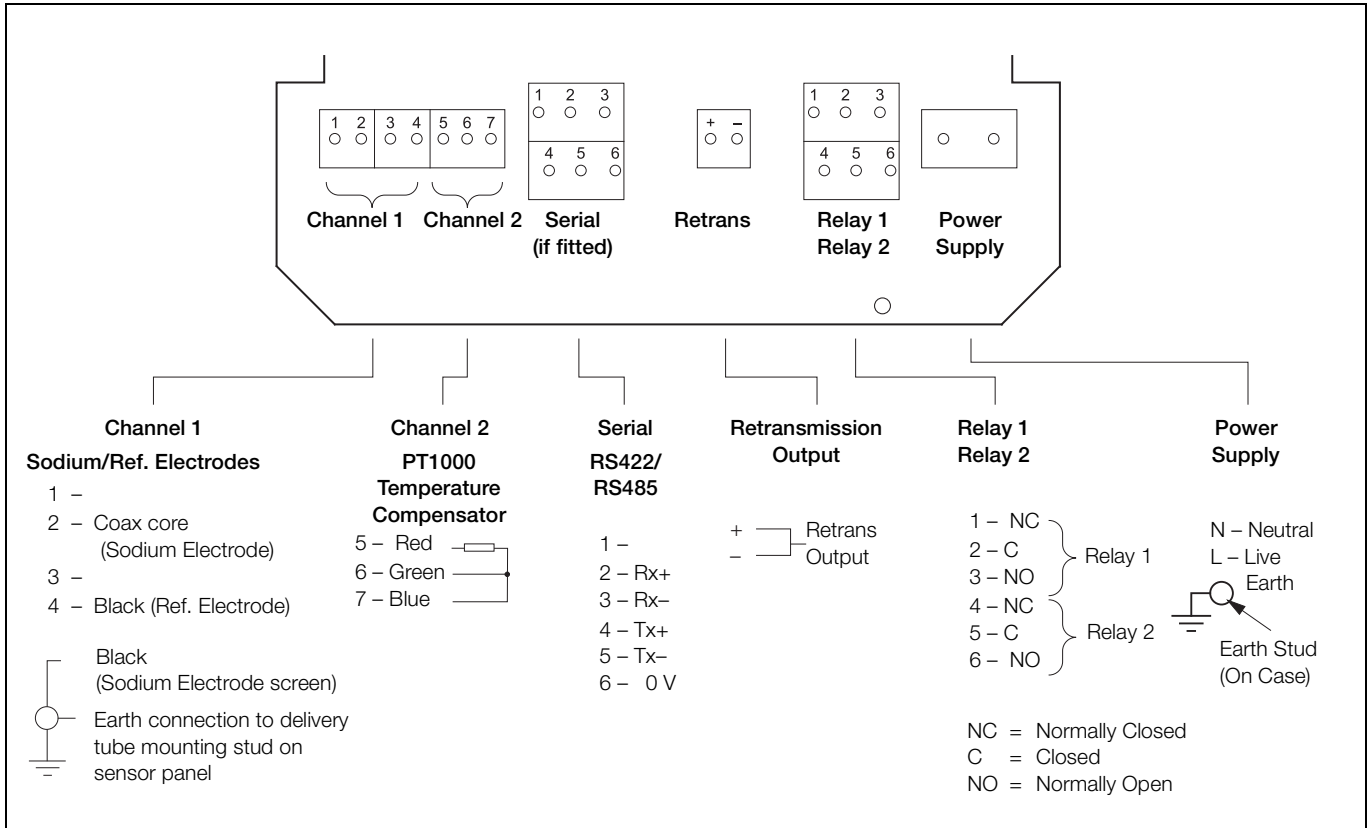 1 2 3 4 5 6 7
1 2 3
4 5 6
+ –
1 2 3
4 5 6
Channel 1
Channel 2
Serial
(if fitted)
Retrans
Relay 1
Relay 2
Power
Supply
Channel 1
Sodium/Ref. Electrodes
1 –
2 – Coax core
(Sodium Electrode)
3 –
4 – Black (Ref. Electrode)
Black
(Sodium Electrode screen)
Earth connection to delivery
tube mounting stud on
sensor panel
Channel 2
PT1000
Temperature
Compensator
5 – Red
6 – Green
7 – Blue
Serial
RS422/
RS485
1 –
2 – Rx+
3 – Rx–
4 – Tx+
5 – Tx–
6 – 0 V
Retransmission
Output
+
–
Retrans
Output
Relay 1
Relay 2
1 – NC
2 – C
3 – NO
Relay 1
4 – NC
5 – C
6 – NO
Relay 2
NC = Normally Closed
C = Closed
NO = Normally Open
Power
Supply
N – Neutral
L – Live
Earth
Earth Stud
(On Case)